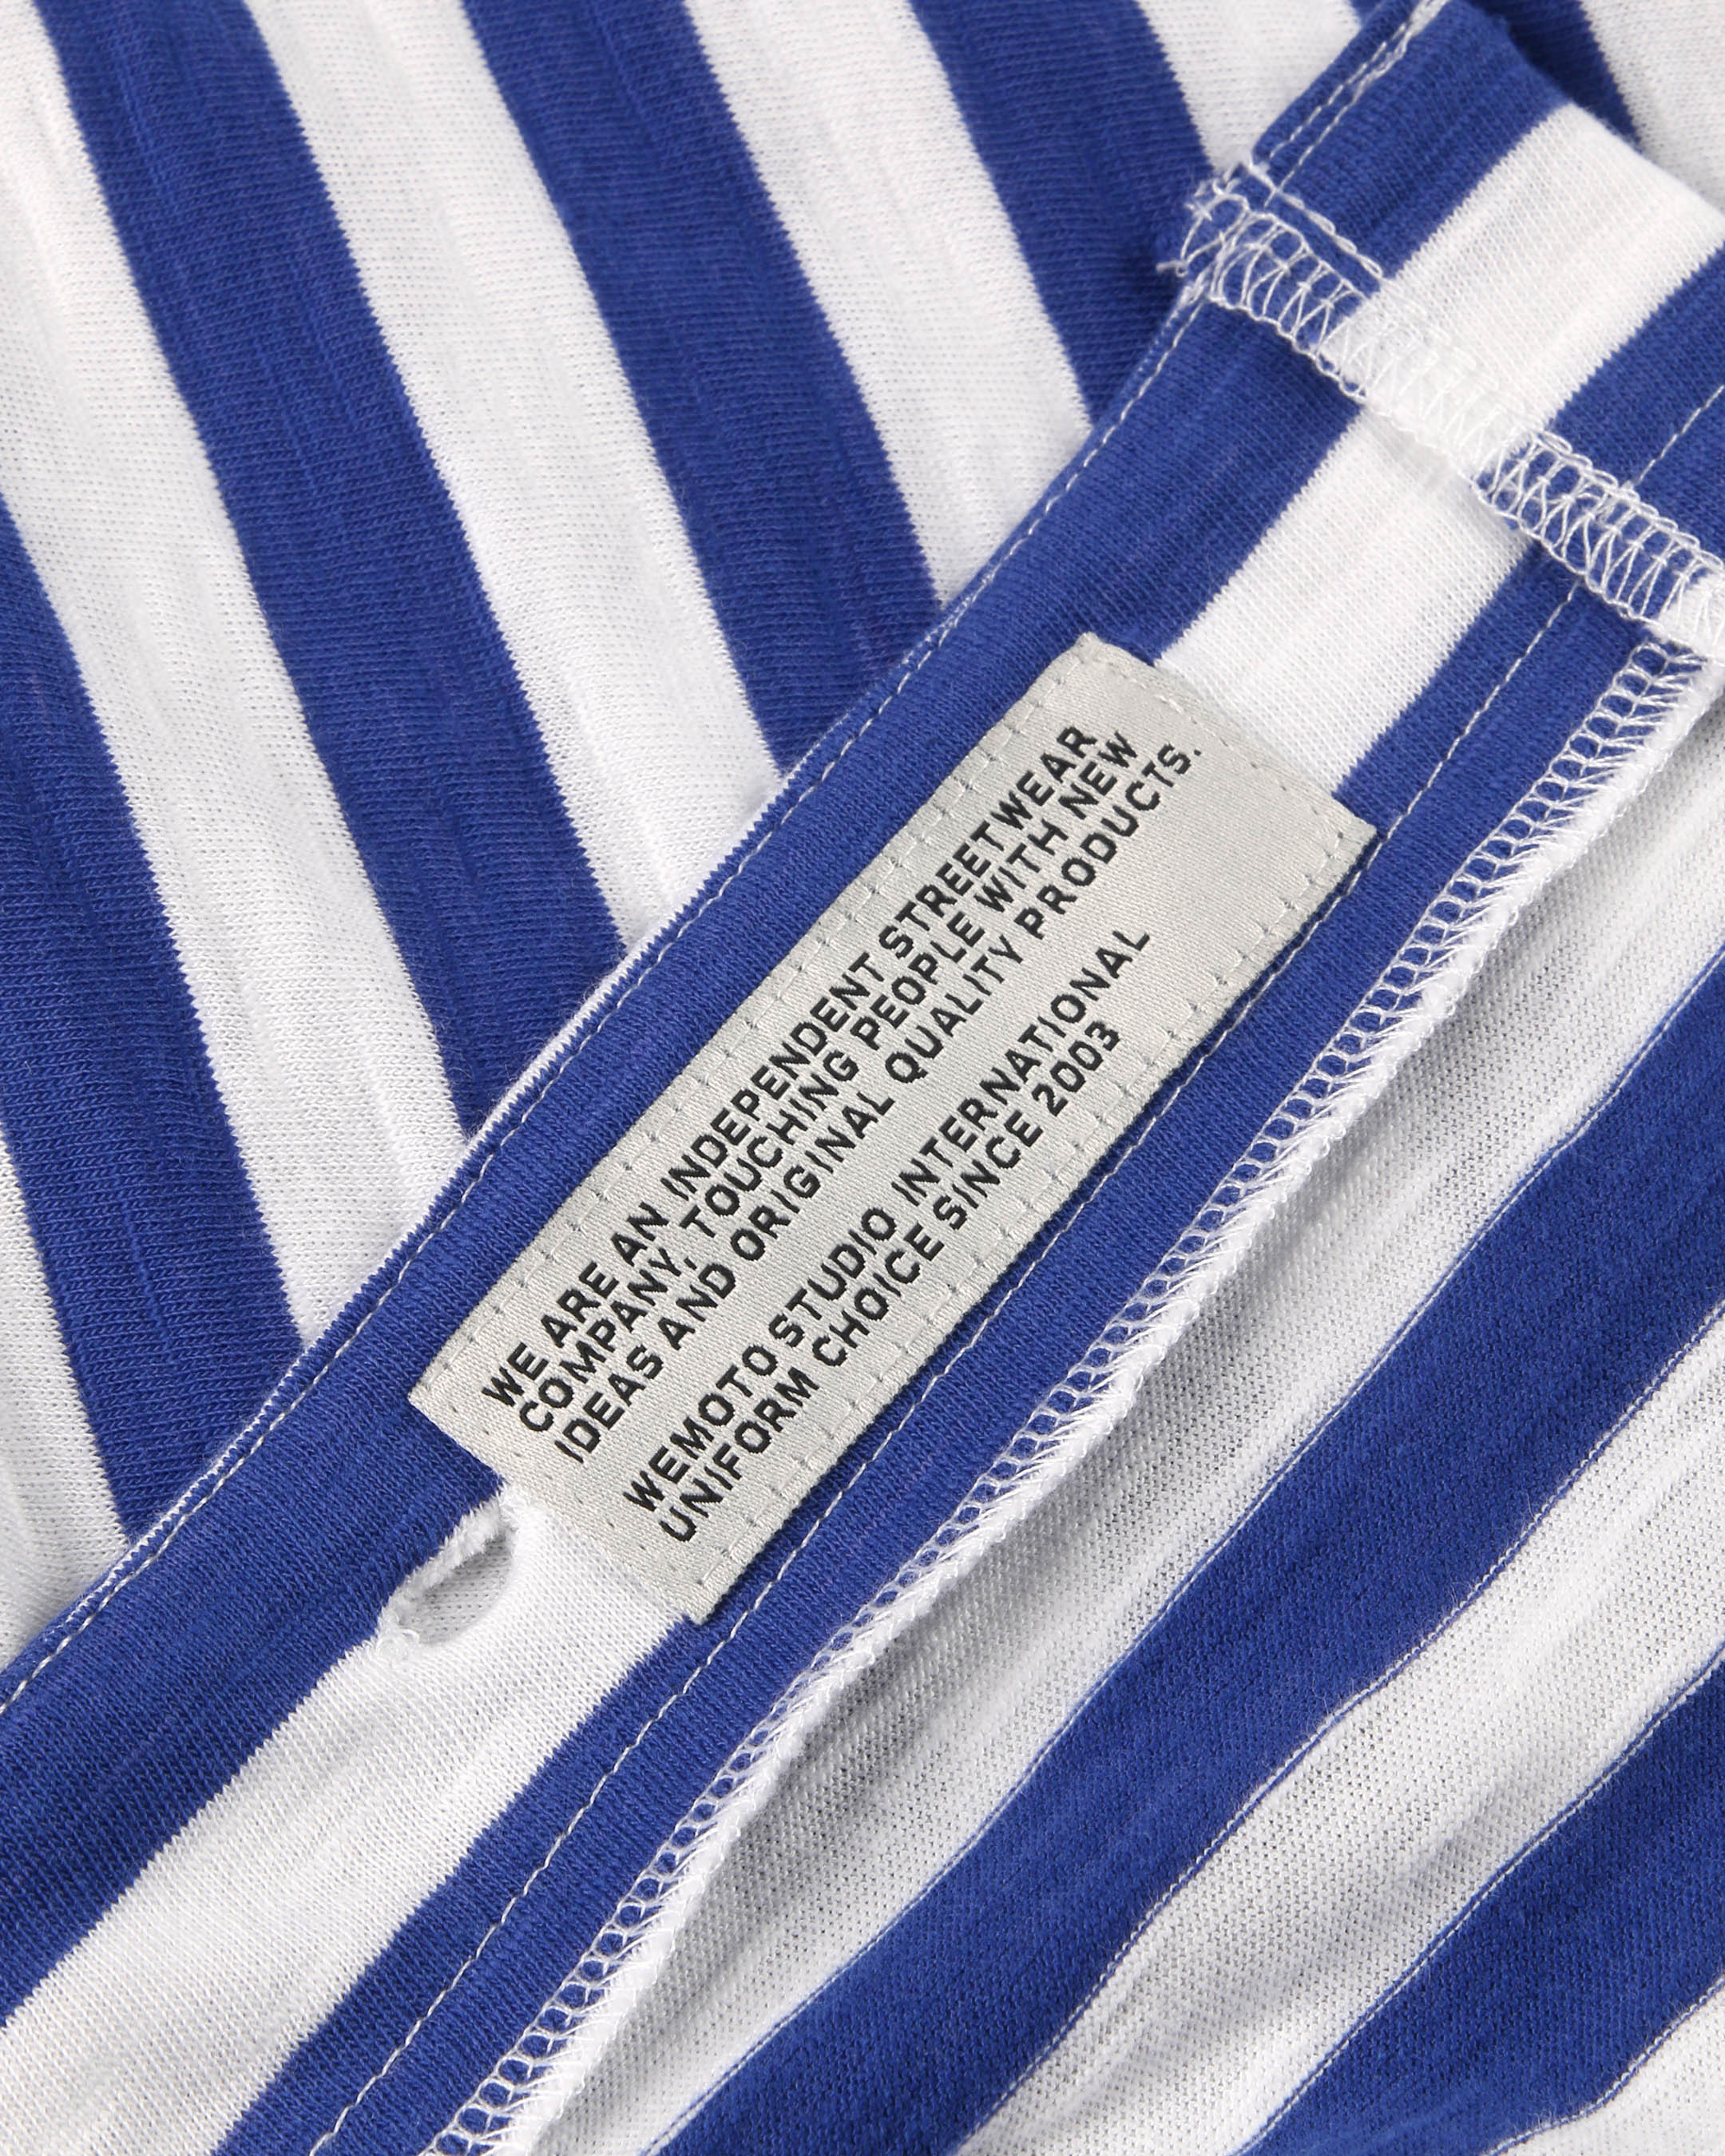 WE ARE AN INDEPENDENT STREETWEAR
COMPANY, TOUCHING PEOPLE WITH NEW
IDEAS AND ORIGINAL QUALITY PRODUCTS.
WEMOTO STUDIO INTERNATIONAL
UNIFORM CHOICE SINCE 2003